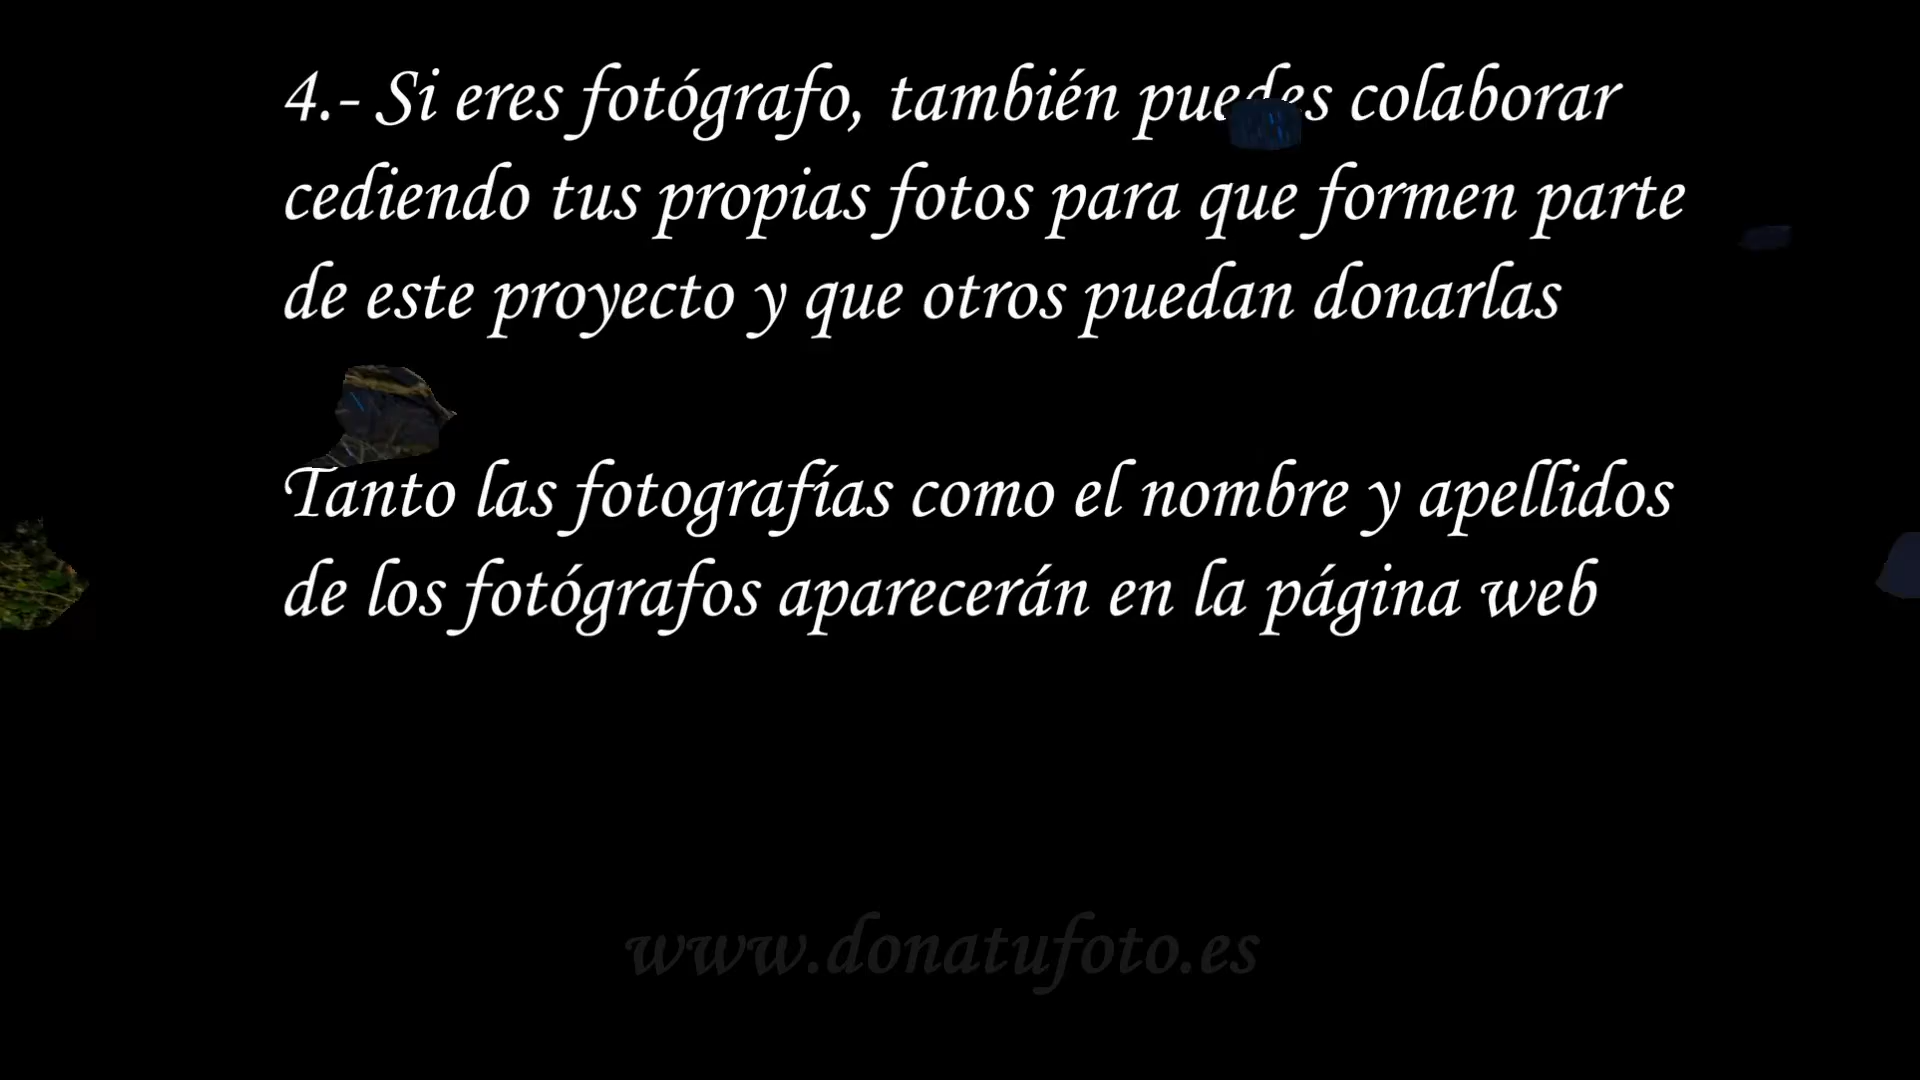 4.- Si eres fotógrafo, también puedes colaborar
cediendo tus propias fotos para que formen parte
de este proyecto y que otros puedan donarlas
Tanto las fotografías como el nombre y apellidos
de los fotógrafos aparecerán en la página web
www.donatufoto.es